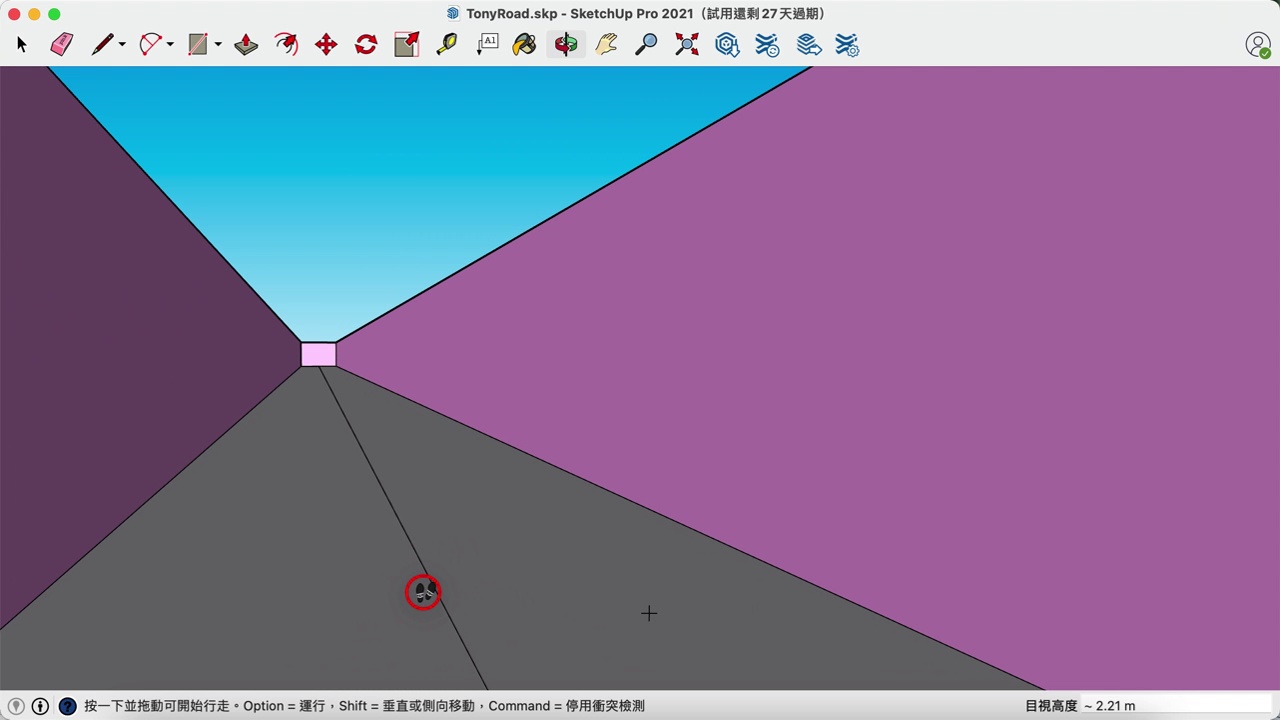 TonyRoad.skp - SketchUp Pro 2021（試用還剩 27 天過期）
A1
?
按一下並拖動可開始行走。Option = 運行，Shift = 垂直或側向移動，Command = 停用衝突檢測
目視高度 ~ 2.21 m